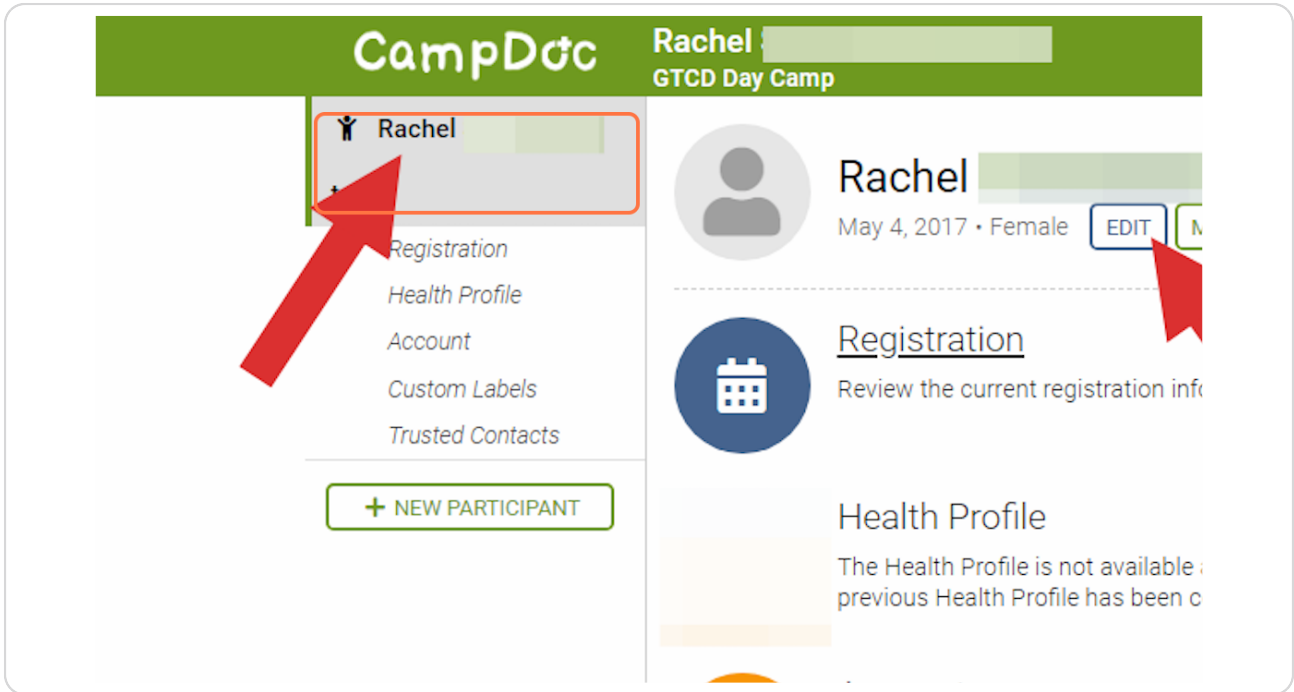 CampDoc
Rachel
GTCD Day Camp
Rachel
Registration
Health Profile
Account
Custom Labels
Trusted Contacts
+ NEW PARTICIPANT
Rachel
May 4, 2017 • Female
EDIT
Registration
Review the current registration
Health Profile
The Health Profile is not available
previous Health Profile has been